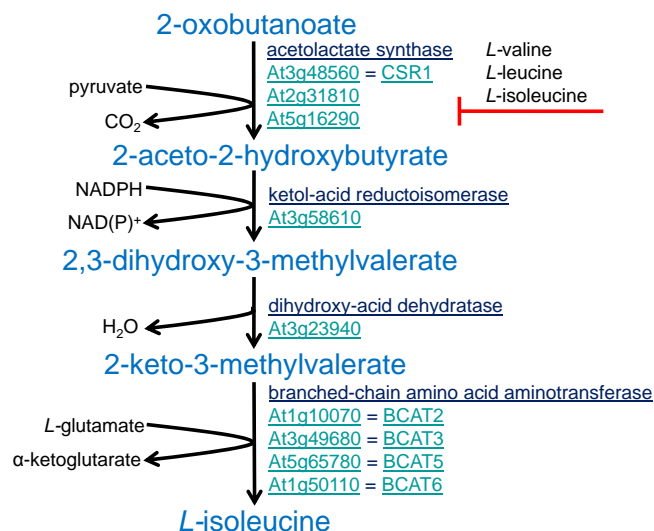 2-oxobutanoate
acetolactate synthase
At3g48560 = CSR1
At2g31810
At5g16290
L-valine
L-leucine
L-isoleucine
pyruvate
CO₂
2-aceto-2-hydroxybutyrate
NADPH
NAD(P)⁺
ketol-acid reductoisomerase
At3g58610
2,3-dihydroxy-3-methylvalerate
H₂O
dihydroxy-acid dehydratase
At3g23940
2-keto-3-methylvalerate
branched-chain amino acid aminotransferase
At1g10070 = BCAT2
At3g49680 = BCAT3
At5g65780 = BCAT5
At1g50110 = BCAT6
L-glutamate
α-ketoglutarate
L-isoleucine